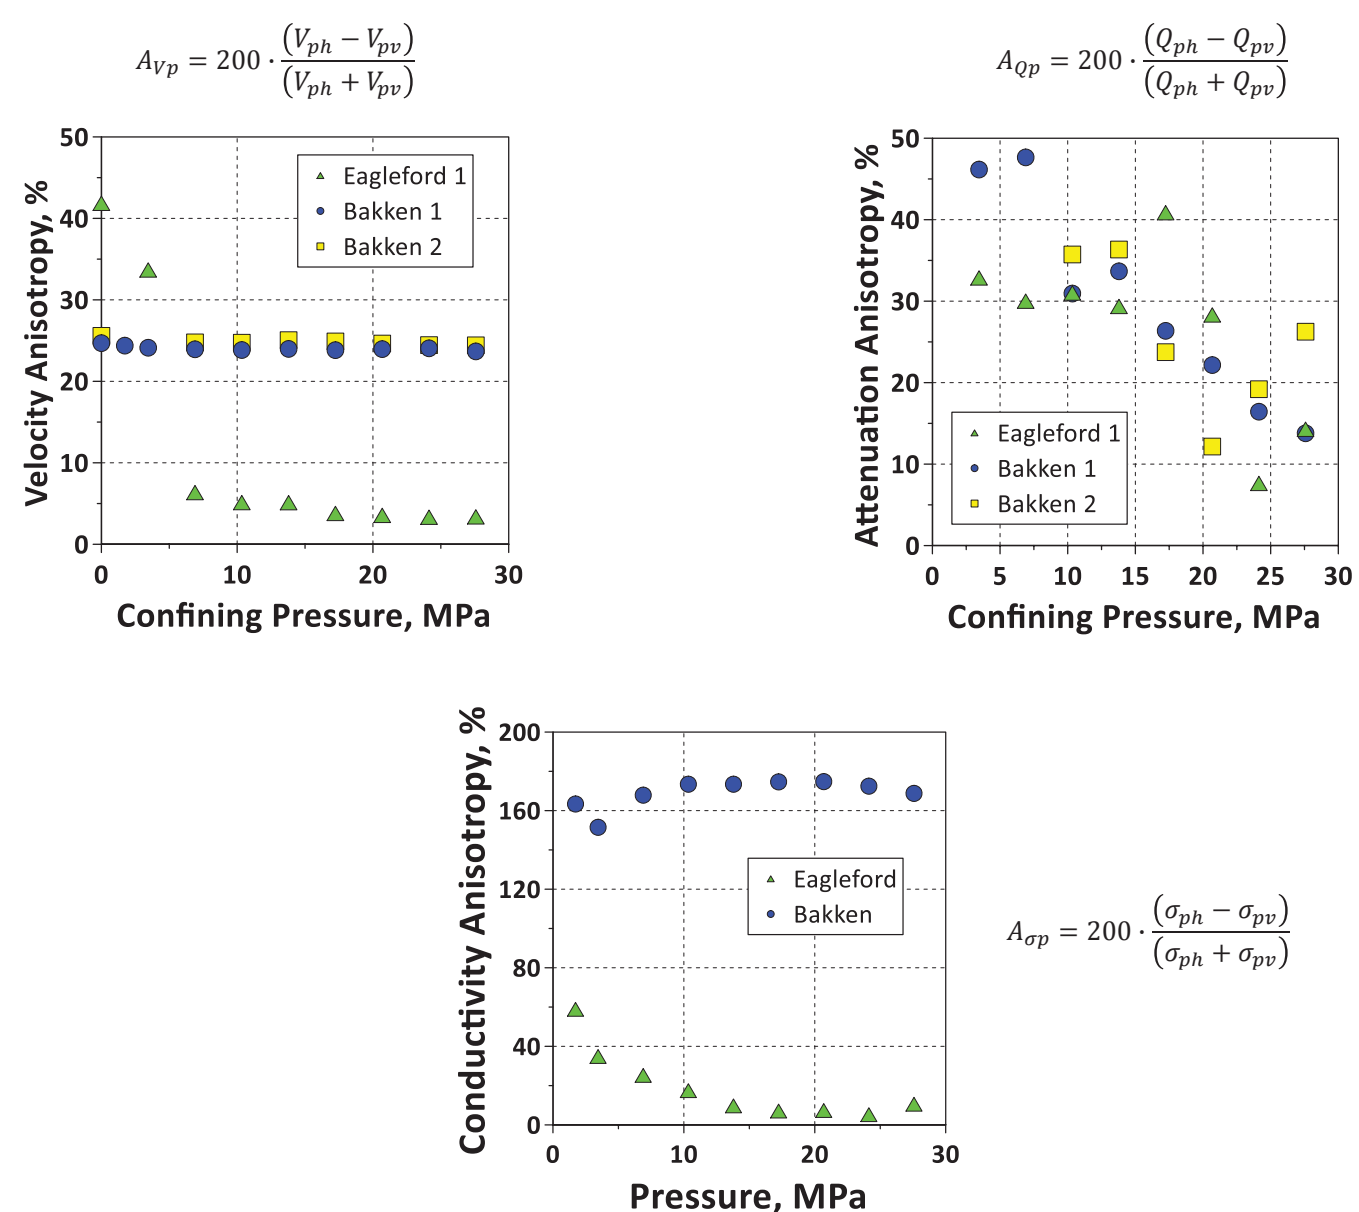 A_{Vp} = 200 · (V_{ph} − V_{pv}) / (V_{ph} + V_{pv})
Velocity Anisotropy, %
50
40
30
20
10
0
Eagleford 1
Bakken 1
Bakken 2
0 10 20 30
Confining Pressure, MPa
A_{Qp} = 200 · (Q_{ph} − Q_{pv}) / (Q_{ph} + Q_{pv})
Attenuation Anisotropy, %
50
40
30
20
10
0
Eagleford 1
Bakken 1
Bakken 2
0 5 10 15 20 25 30
Confining Pressure, MPa
Conductivity Anisotropy, %
200
160
120
80
40
0
Eagleford
Bakken
0 10 20 30
Pressure, MPa
A_{σp} = 200 · (σ_{ph} − σ_{pv}) / (σ_{ph} + σ_{pv})